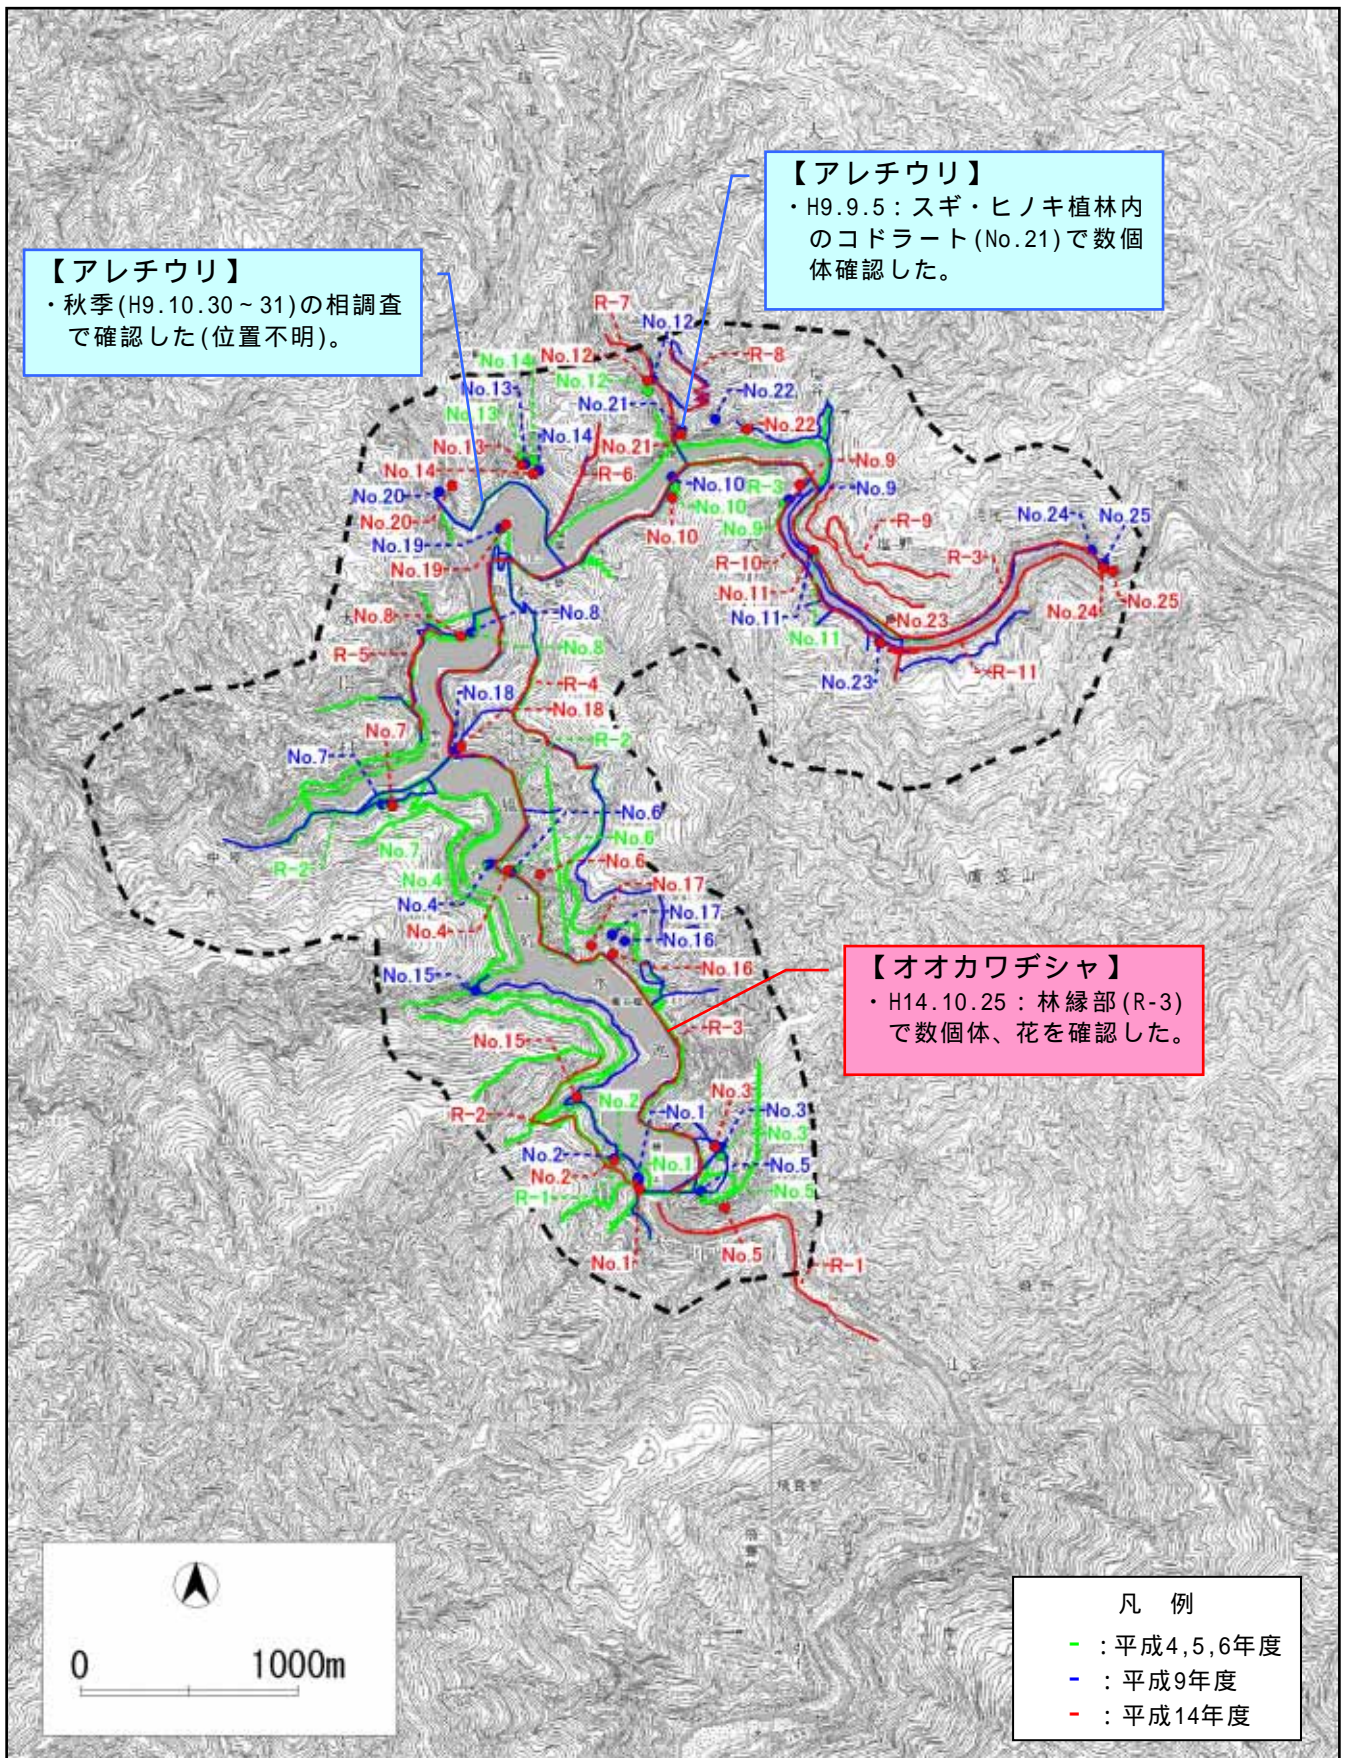 【アレチウリ】
・H9.9.5：スギ・ヒノキ植林内
のコドラート(No.21)で数個
体確認した。
【アレチウリ】
・秋季(H9.10.30～31)の相調査
で確認した(位置不明)。
R-7
No.12
No.12
R-8
No.14
No.12
No.13
No.21
No.22
No.13
No.14
No.22
No.13
No.21
No.14
R-6
No.9
No.20
No.10
R-3
No.9
No.20
No.10
No.9
No.24
No.25
No.19
No.10
R-9
No.19
R-10
R-3
No.11
No.24
No.25
No.8
No.8
No.11
No.23
No.8
No.11
R-5
R-4
No.23
R-11
No.18
No.18
No.7
R-2
No.7
No.6
No.7
No.6
R-2
No.4
No.6
No.4
No.17
No.4
No.17
No.16
No.15
No.16
【オオカワヂシャ】
・H14.10.25：林縁部(R-3)
で数個体、花を確認した。
R-3
No.15
R-2
No.2
No.1
No.3
No.3
No.3
No.2
No.1
No.5
No.2
R-1
No.5
No.1
No.5
R-1
0
1000m
凡 例
：平成4,5,6年度
：平成9年度
：平成14年度